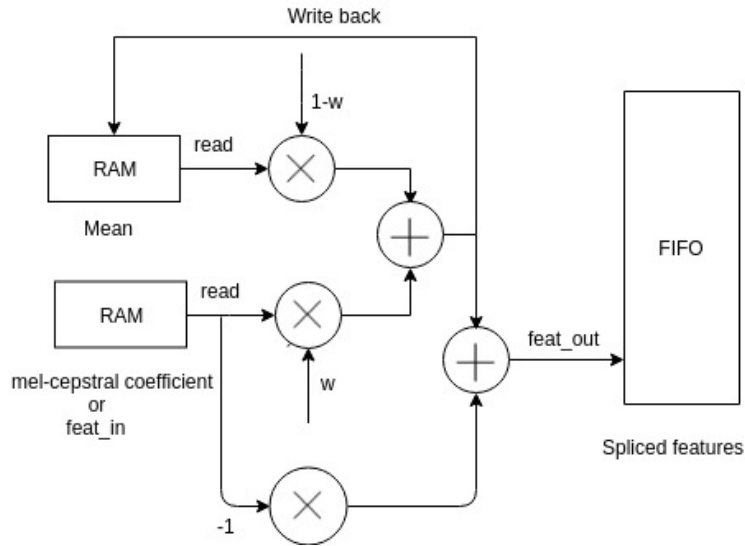 Write back
1-w
RAM
read
Mean
FIFO
RAM
read
feat_out
mel-cepstral coefficient
or
feat_in
w
Spliced features
-1